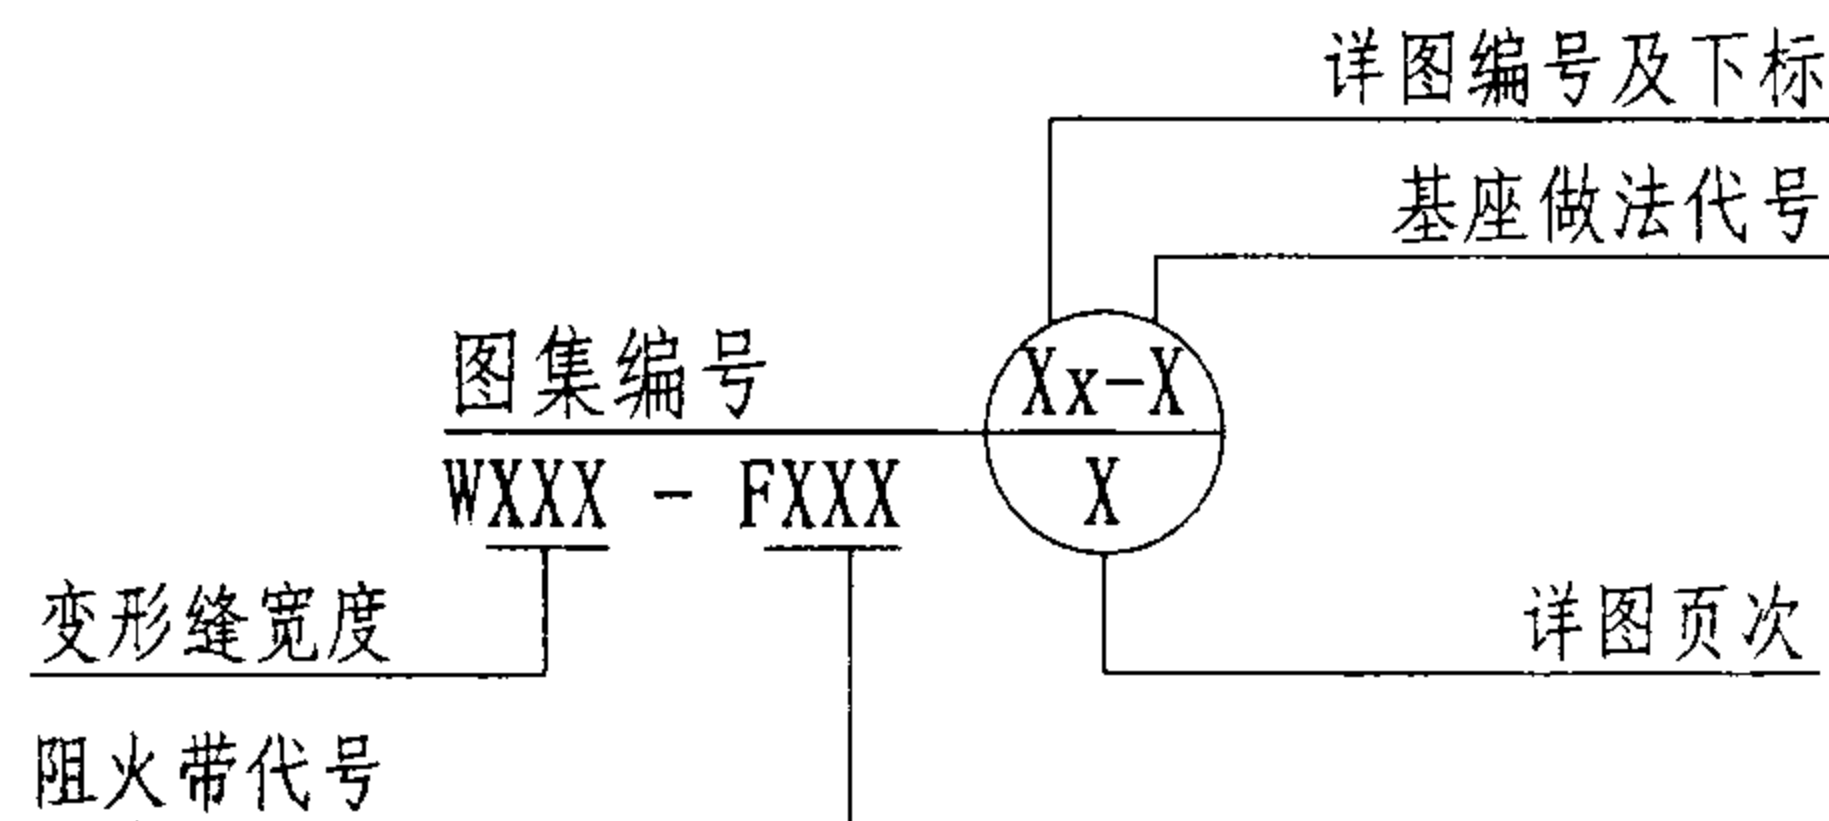 详图编号及下标
基座做法代号
图集编号
Xx-X
WXXX - FXXX
X
变形缝宽度
详图页次
阻火带代号